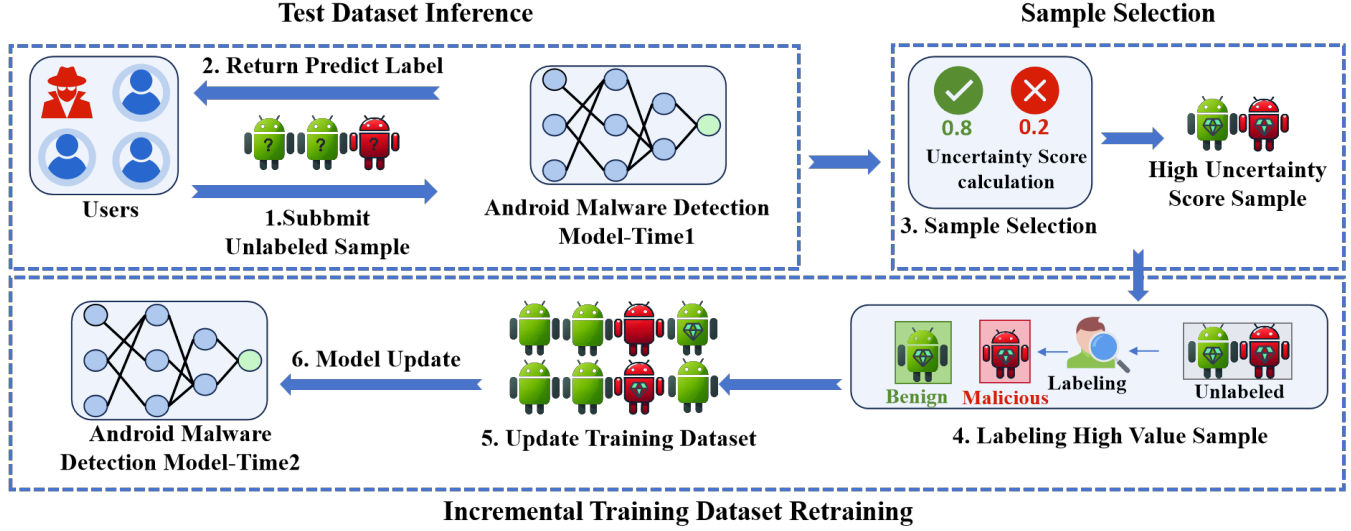 Test Dataset Inference
Sample Selection
2. Return Predict Label
? ? ?
Users
1.Subbmit
Unlabeled Sample
Android Malware Detection
Model-Time1
0.8 0.2
Uncertainty Score
calculation
3. Sample Selection
High Uncertainty
Score Sample
Benign
Malicious
Labeling
Unlabeled
4. Labeling High Value Sample
5. Update Training Dataset
6. Model Update
Android Malware
Detection Model-Time2
Incremental Training Dataset Retraining